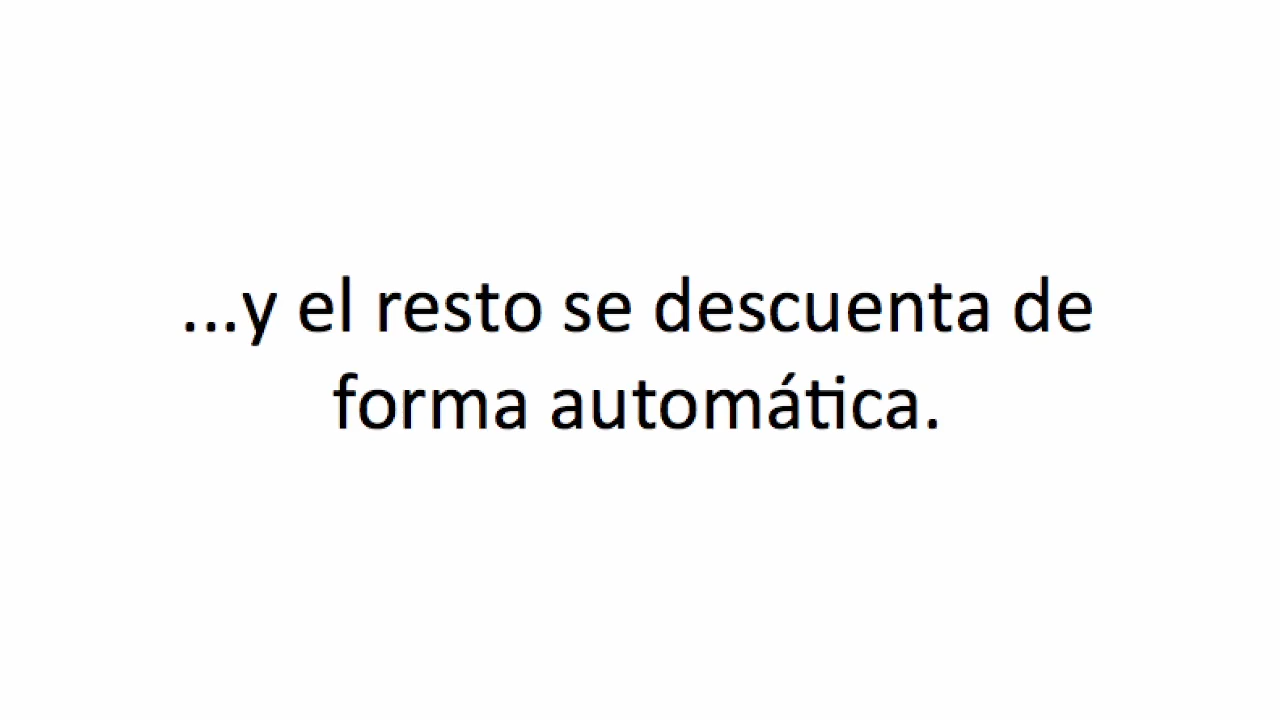 ...y el resto se descuenta de
forma automática.